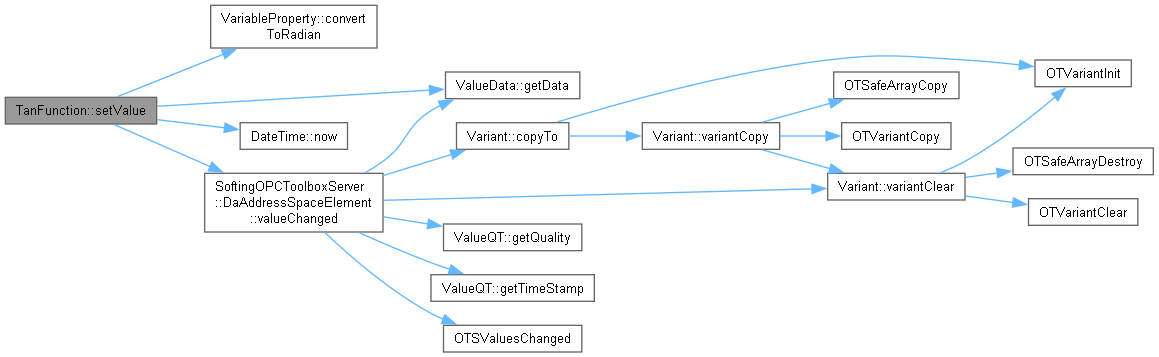 VariableProperty::convert
ToRadian
TanFunction::setValue
ValueData::getData
DateTime::now
SoftingOPCToolboxServer
::DaAddressSpaceElement
::valueChanged
Variant::copyTo
Variant::variantCopy
OTVariantInit
OTSafeArrayCopy
OTVariantCopy
Variant::variantClear
OTSafeArrayDestroy
OTVariantClear
ValueQT::getQuality
ValueQT::getTimeStamp
OTSValuesChanged